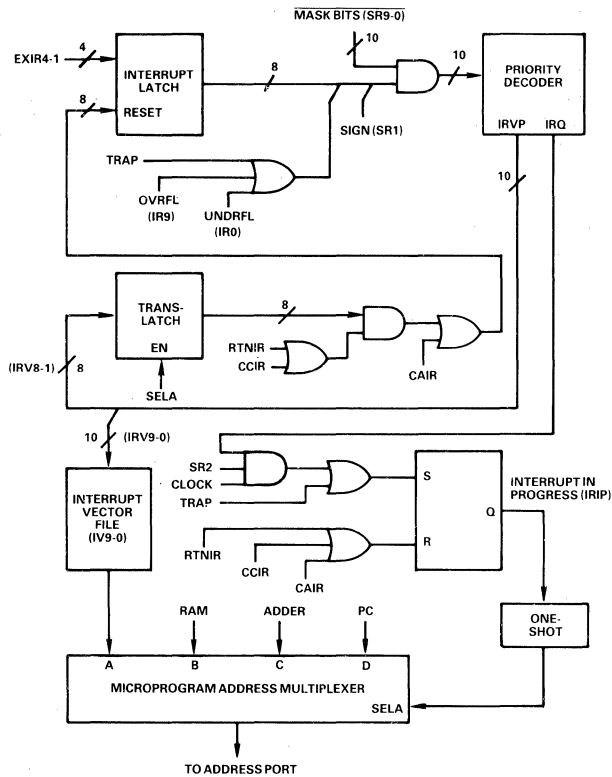 MASK BITS (SR9-0)
EXIR4-1
4
8
INTERRUPT
LATCH
RESET
8
10
10
PRIORITY
DECODER
IRVP
IRQ
SIGN (SR1)
TRAP
OVRFL
(IR9)
UNDRFL
(IR0)
10
TRANS-
LATCH
EN
8
RTNIR
CCIR
CAIR
(IRV8-1)
8
SELA
10
(IRV9-0)
INTERRUPT
VECTOR
FILE
(IV9-0)
SR2
CLOCK
TRAP
S
R
Q
INTERRUPT IN
PROGRESS (IRIP)
RTNIR
CCIR
CAIR
ONE-
SHOT
RAM
ADDER
PC
A
B
C
D
MICROPROGRAM ADDRESS MULTIPLEXER
SELA
TO ADDRESS PORT